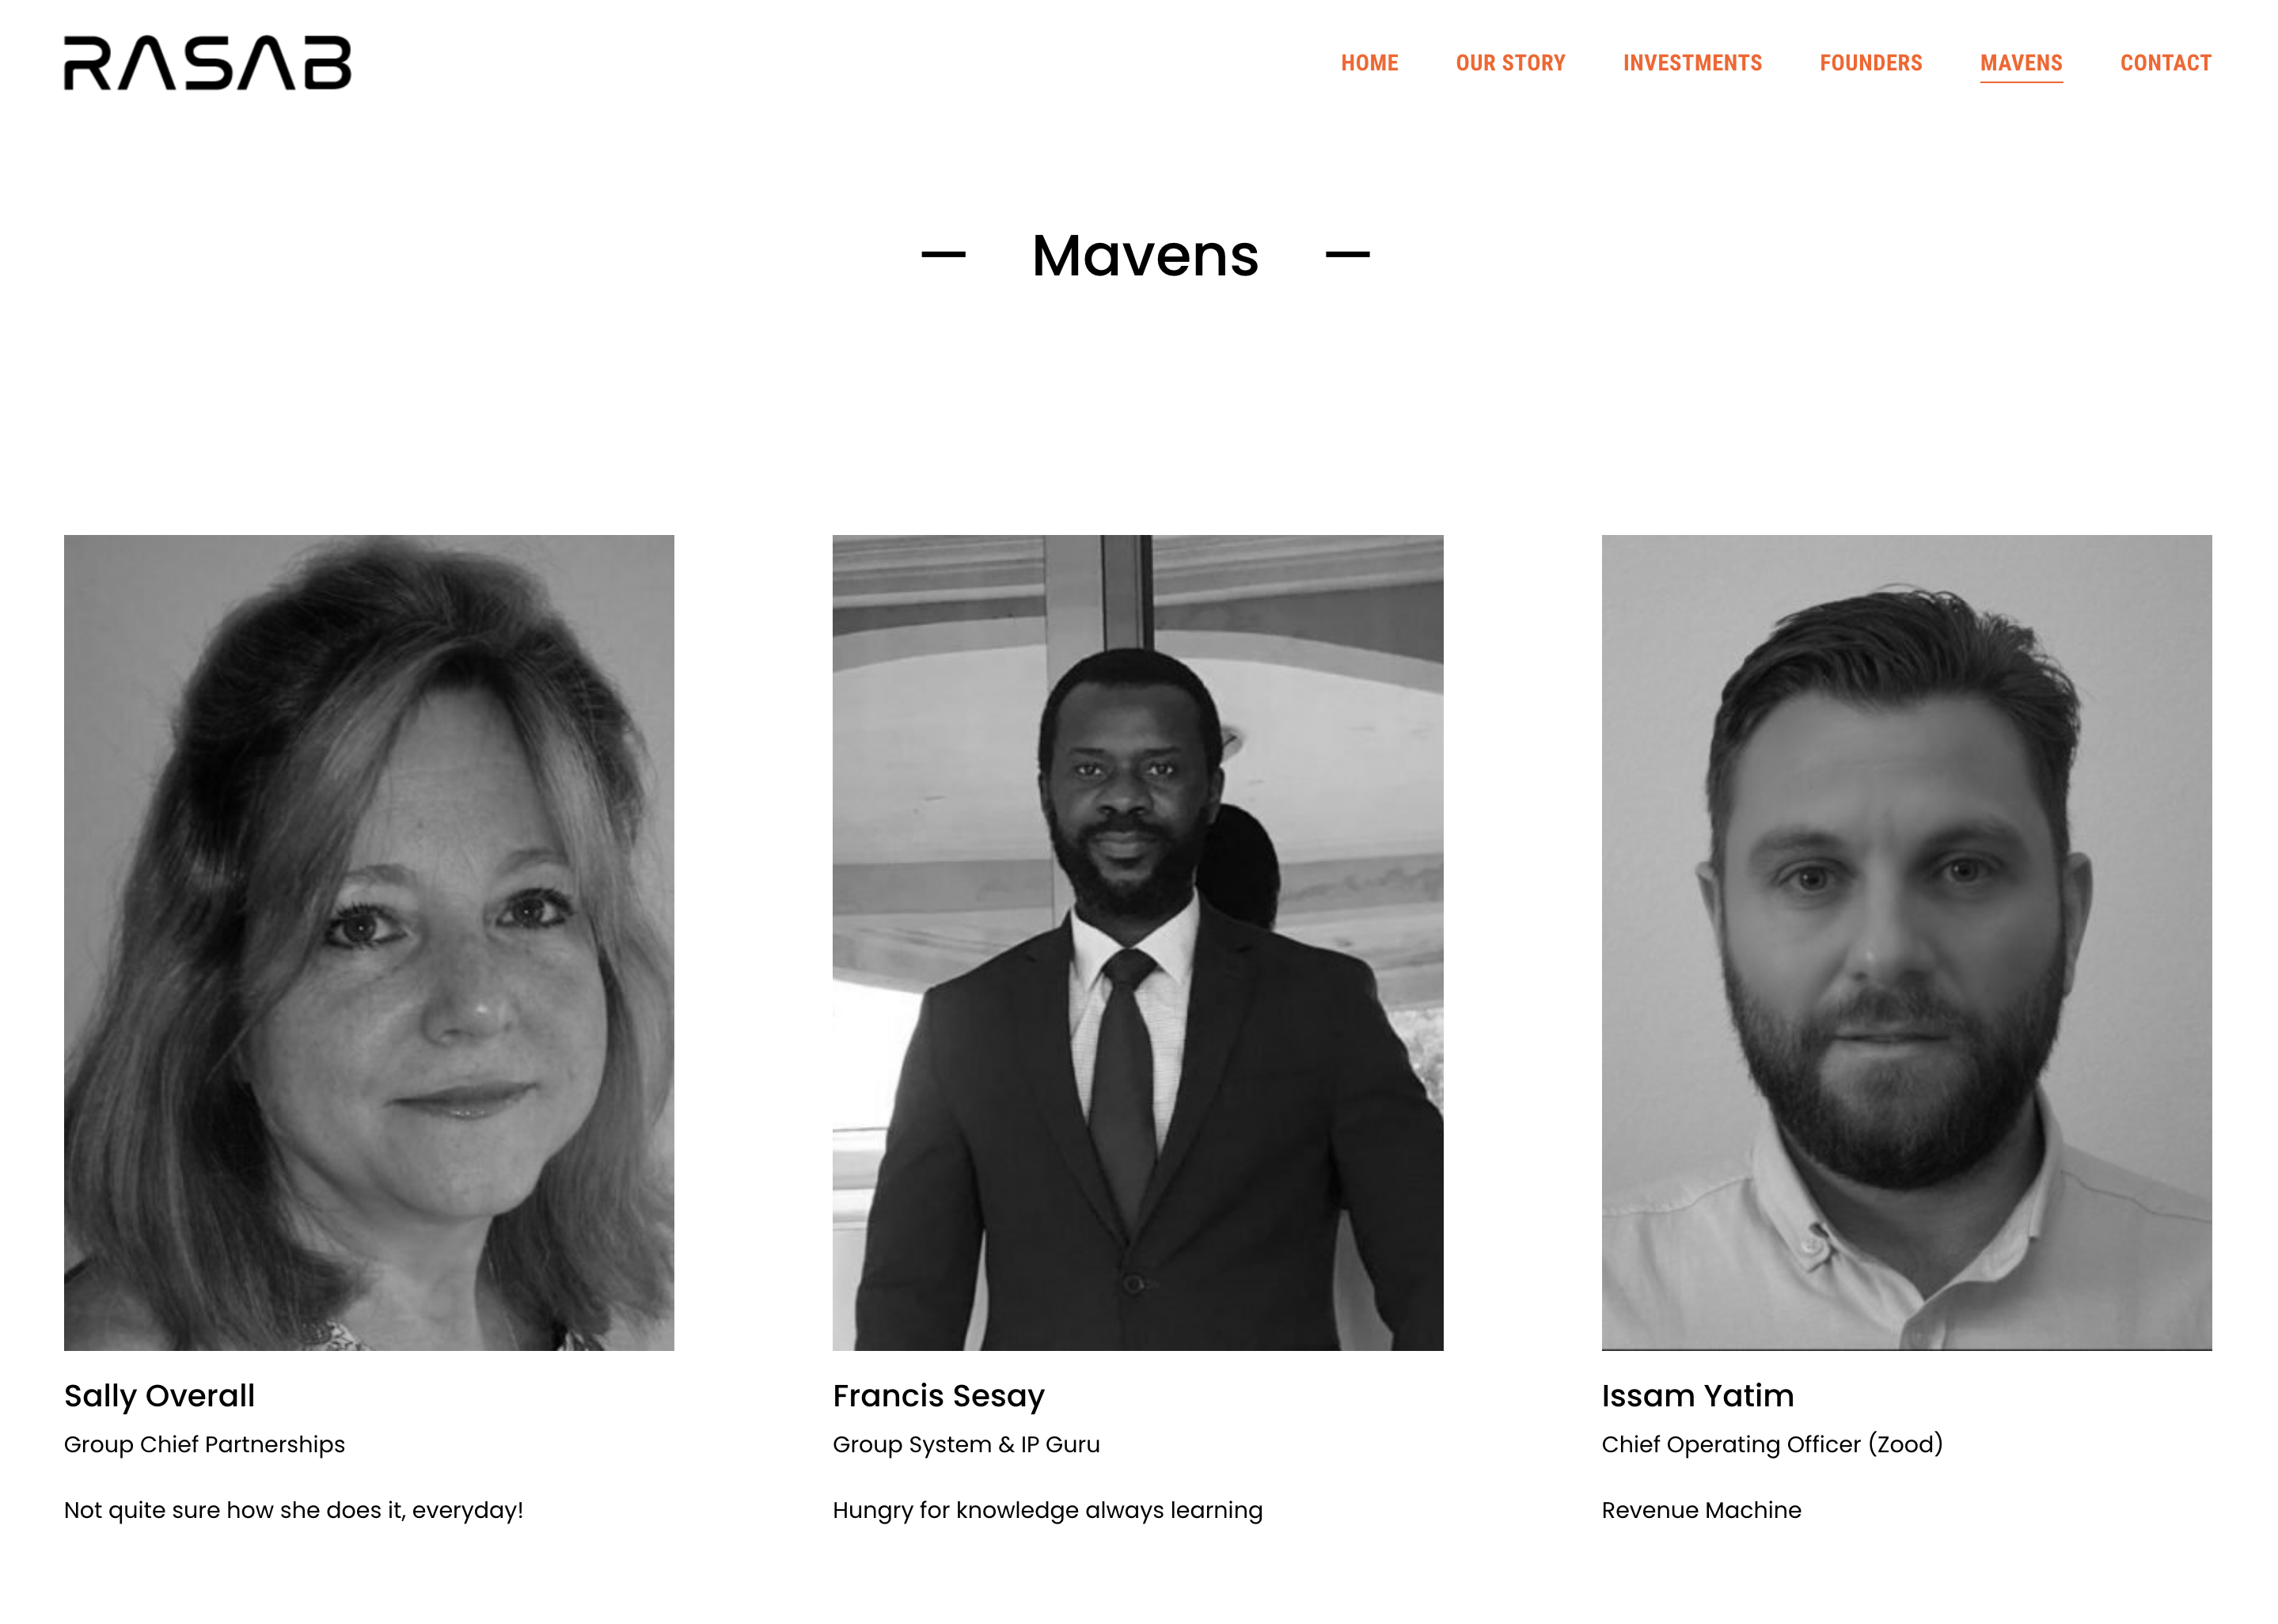 RASAB
HOME OUR STORY INVESTMENTS FOUNDERS MAVENS CONTACT
— Mavens —
Sally Overall
Group Chief Partnerships
Not quite sure how she does it, everyday!
Francis Sesay
Group System & IP Guru
Hungry for knowledge always learning
Issam Yatim
Chief Operating Officer (Zood)
Revenue Machine